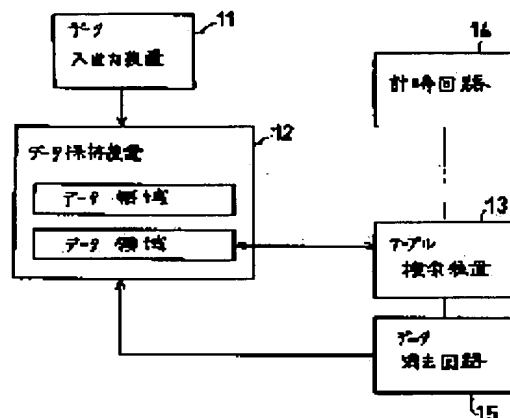 データ
入出力装置
11
16
計時回路
データ保持装置
12
データ領域
データ領域
13
テーブル
検索装置
データ
消去回路
15